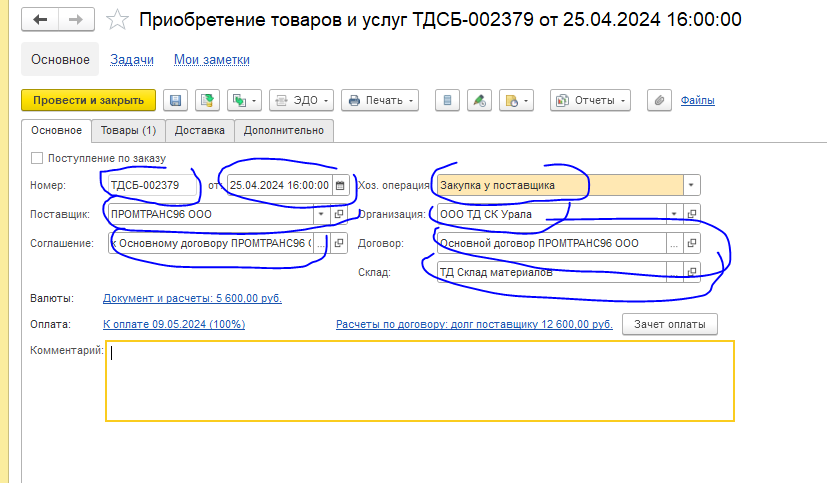 Приобретение товаров и услуг ТДСБ-002379 от 25.04.2024 16:00:00
Основное Задачи Мои заметки
Провести и закрыть ЭДО Печать Отчеты Файлы
Основное Товары (1) Доставка Дополнительно
Поступление по заказу
Номер: ТДСБ-002379 от: 25.04.2024 16:00:00 Хоз. операция: Закупка у поставщика
Поставщик: ПРОМТРАНС96 ООО Организация: ООО ТД СК Урала
Соглашение: к Основному договору ПРОМТРАНС96 ... Договор: Основной договор ПРОМТРАНС96 ООО ...
Склад: ТД Склад материалов
Валюты: Документ и расчеты: 5 600,00 руб.
Оплата: К оплате 09.05.2024 (100%) Расчеты по договору: долг поставщику 12 600,00 руб. Зачет оплаты
Комментарий: